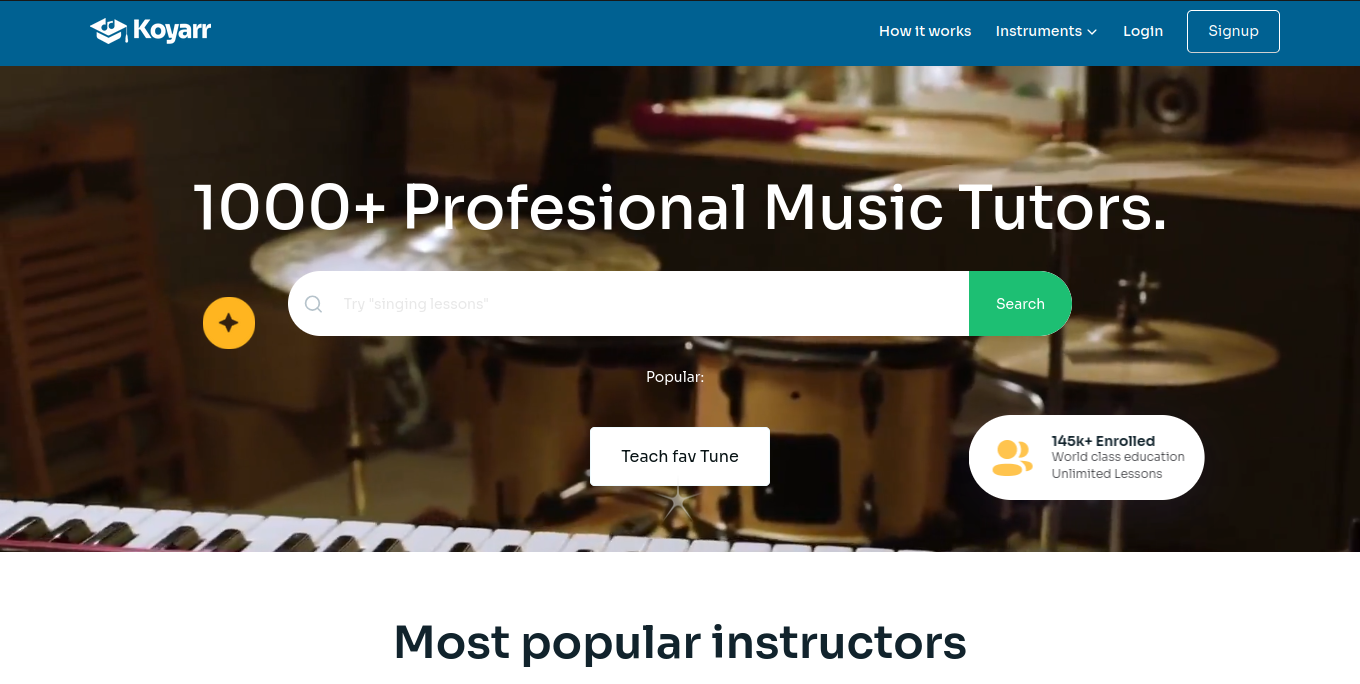 Koyarr
How it works
Instruments
Login
Signup
1000+ Profesional Music Tutors.
Try "singing lessons"
Search
Popular:
Teach fav Tune
145k+ Enrolled
World class education
Unlimited Lessons
Most popular instructors